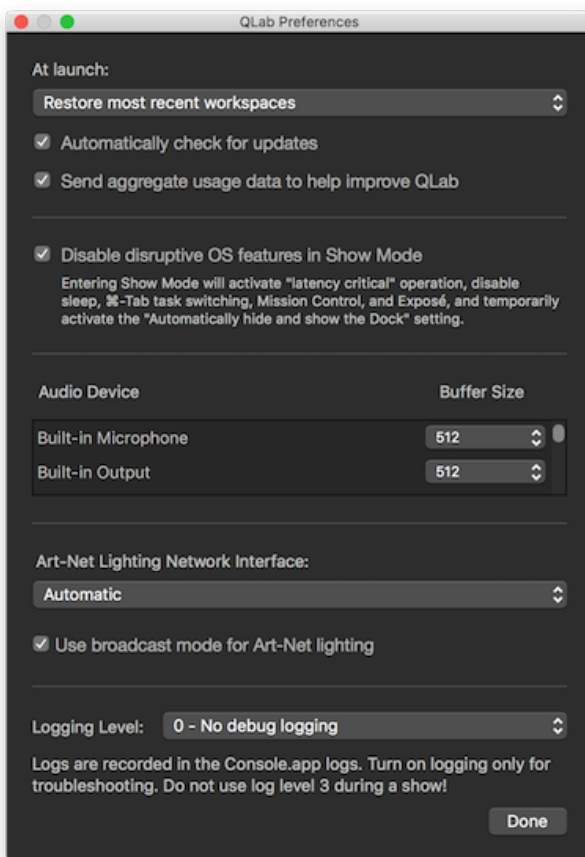 QLab Preferences
At launch:
Restore most recent workspaces
Automatically check for updates
Send aggregate usage data to help improve QLab
Disable disruptive OS features in Show Mode
Entering Show Mode will activate "latency critical" operation, disable
sleep, ⌘-Tab task switching, Mission Control, and Exposé, and temporarily
activate the "Automatically hide and show the Dock" setting.
Audio Device Buffer Size
Built-in Microphone 512
Built-in Output 512
Art-Net Lighting Network Interface:
Automatic
Use broadcast mode for Art-Net lighting
Logging Level: 0 - No debug logging
Logs are recorded in the Console.app logs. Turn on logging only for
troubleshooting. Do not use log level 3 during a show!
Done